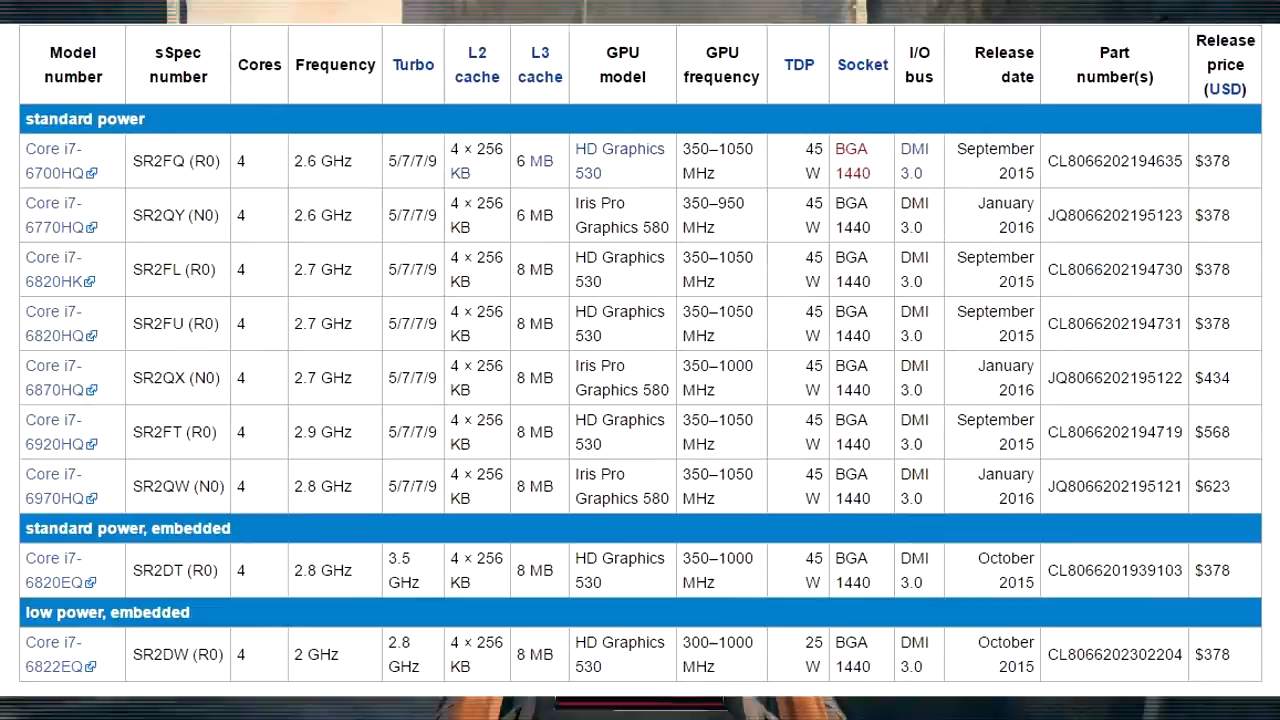 Model number sSpec number Cores Frequency Turbo L2 cache L3 cache GPU model GPU frequency TDP Socket I/O bus Release date Part number(s) Release price (USD)
standard power
Core i7-6700HQ SR2FQ (R0) 4 2.6 GHz 5/7/7/9 4 × 256 KB 6 MB HD Graphics 530 350–1050 MHz 45 W BGA 1440 DMI 3.0 September 2015 CL8066202194635 $378
Core i7-6770HQ SR2QY (N0) 4 2.6 GHz 5/7/7/9 4 × 256 KB 6 MB Iris Pro Graphics 580 350–950 MHz 45 W BGA 1440 DMI 3.0 January 2016 JQ8066202195123 $378
Core i7-6820HK SR2FL (R0) 4 2.7 GHz 5/7/7/9 4 × 256 KB 8 MB HD Graphics 530 350–1050 MHz 45 W BGA 1440 DMI 3.0 September 2015 CL8066202194730 $378
Core i7-6820HQ SR2FU (R0) 4 2.7 GHz 5/7/7/9 4 × 256 KB 8 MB HD Graphics 530 350–1050 MHz 45 W BGA 1440 DMI 3.0 September 2015 CL8066202194731 $378
Core i7-6870HQ SR2QX (N0) 4 2.7 GHz 5/7/7/9 4 × 256 KB 8 MB Iris Pro Graphics 580 350–1000 MHz 45 W BGA 1440 DMI 3.0 January 2016 JQ8066202195122 $434
Core i7-6920HQ SR2FT (R0) 4 2.9 GHz 5/7/7/9 4 × 256 KB 8 MB HD Graphics 530 350–1050 MHz 45 W BGA 1440 DMI 3.0 September 2015 CL8066202194719 $568
Core i7-6970HQ SR2QW (N0) 4 2.8 GHz 5/7/7/9 4 × 256 KB 8 MB Iris Pro Graphics 580 350–1050 MHz 45 W BGA 1440 DMI 3.0 January 2016 JQ8066202195121 $623
standard power, embedded
Core i7-6820EQ SR2DT (R0) 4 2.8 GHz 3.5 GHz 4 × 256 KB 8 MB HD Graphics 530 350–1000 MHz 45 W BGA 1440 DMI 3.0 October 2015 CL8066201939103 $378
low power, embedded
Core i7-6822EQ SR2DW (R0) 4 2 GHz 2.8 GHz 4 × 256 KB 8 MB HD Graphics 530 300–1000 MHz 25 W BGA 1440 DMI 3.0 October 2015 CL8066202302204 $378